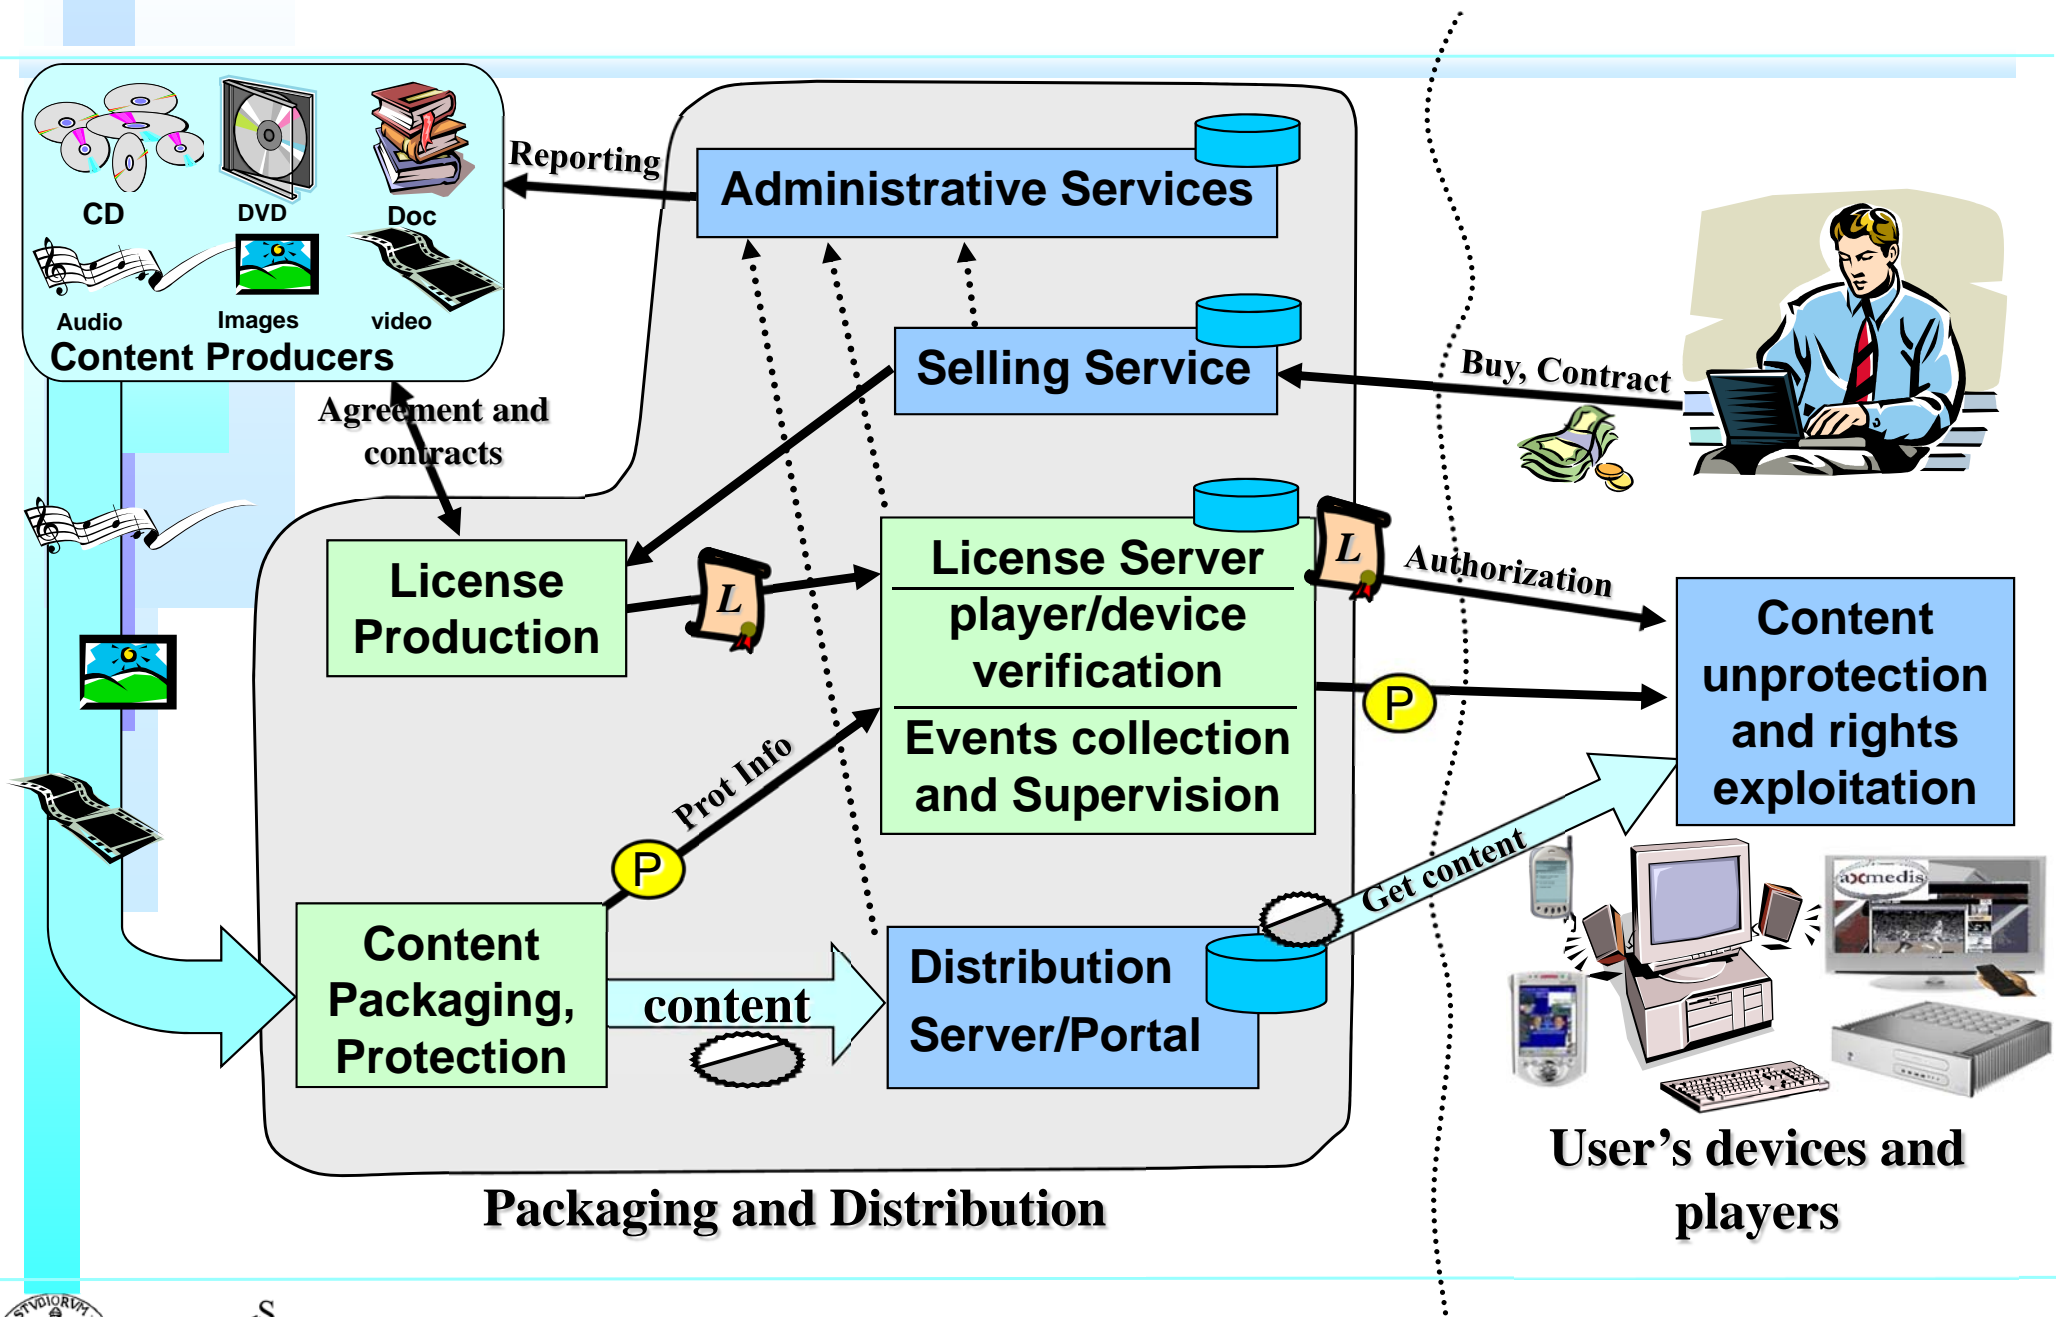 CD
DVD
Doc
Audio
Images
video
Content Producers
Reporting
Administrative Services
Selling Service
Buy, Contract
Agreement and
contracts
License
Production
L
License Server
player/device
verification
Events collection
and Supervision
L
Authorization
P
Content
unprotection
and rights
exploitation
Prot Info
P
Content
Packaging,
Protection
content
Distribution
Server/Portal
Get content
axmedis
User’s devices and
players
Packaging and Distribution
STVDIORVM
S